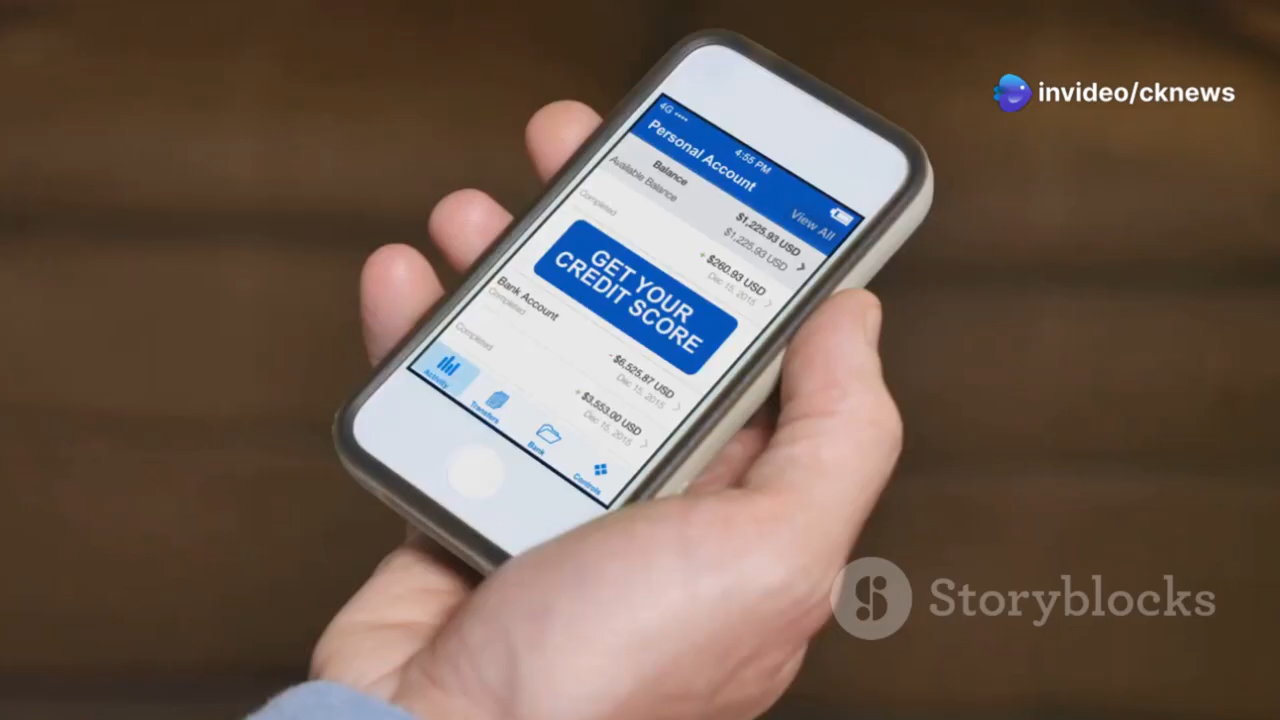 invideo/cknews
4G
4:55 PM
Personal Account
View All
Balance
$1,225.93 USD
Available Balance
$1,225.93 USD
Completed
+ $260.93 USD
Dec 15, 2015
GET YOUR
CREDIT SCORE
Bank Account
Completed
- $6,525.87 USD
Dec 15, 2015
Completed
+ $3,553.00 USD
Dec 15, 2015
Activity
Transfers
Bank
Controls
Storyblocks